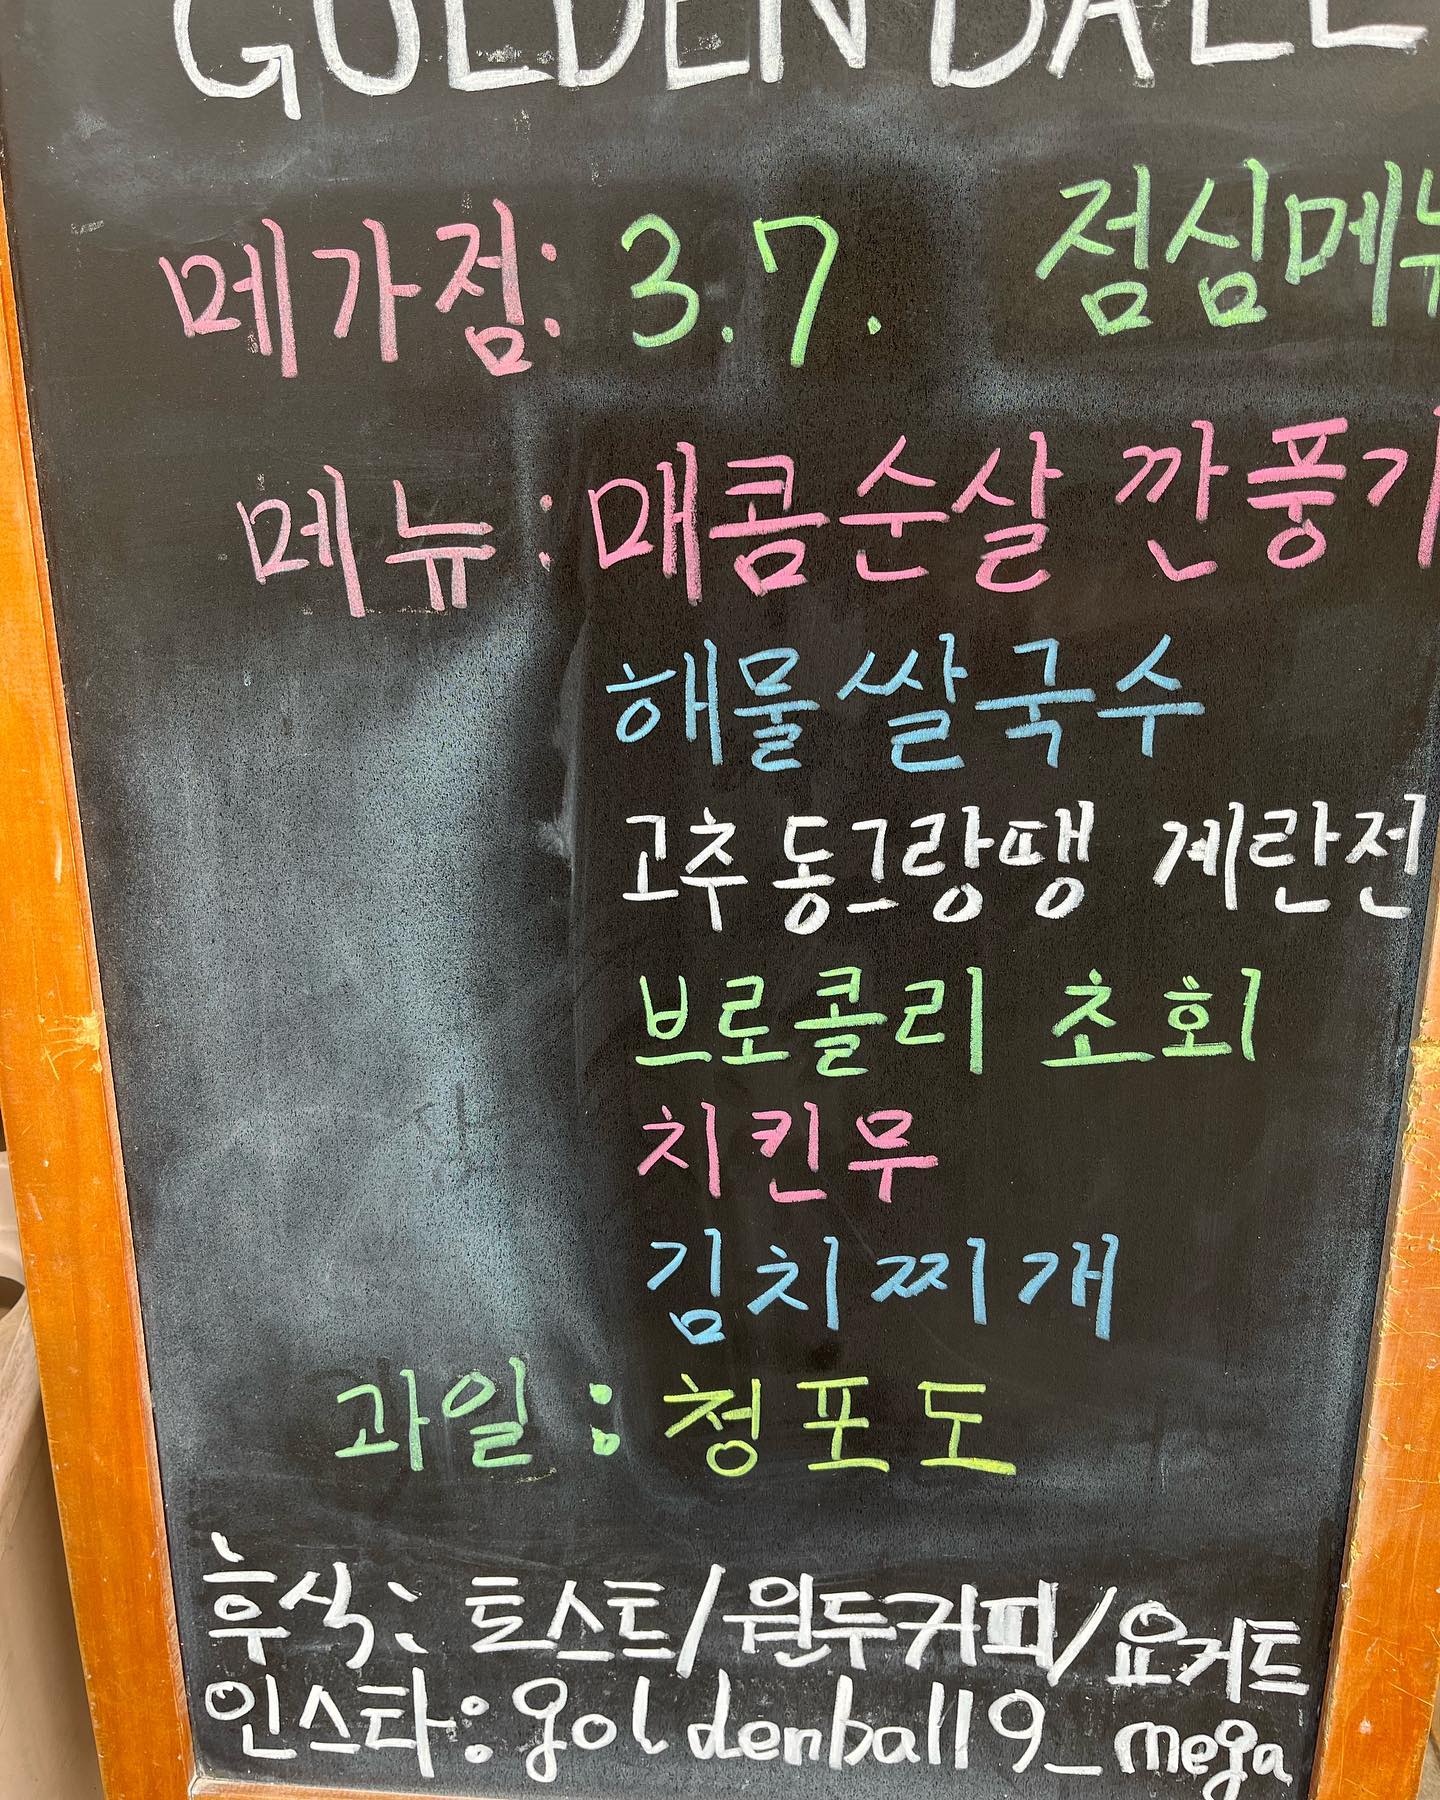 GOLDEN BALL
메가점: 3.7. 점심메뉴
메뉴: 매콤순살 깐풍기
해물쌀국수
고추동그랑땡 계란전
브로콜리 초회
치킨무
김치찌개
과일: 청포도
후식: 토스트/원두커피/요거트
인스타: goldenball19_mega